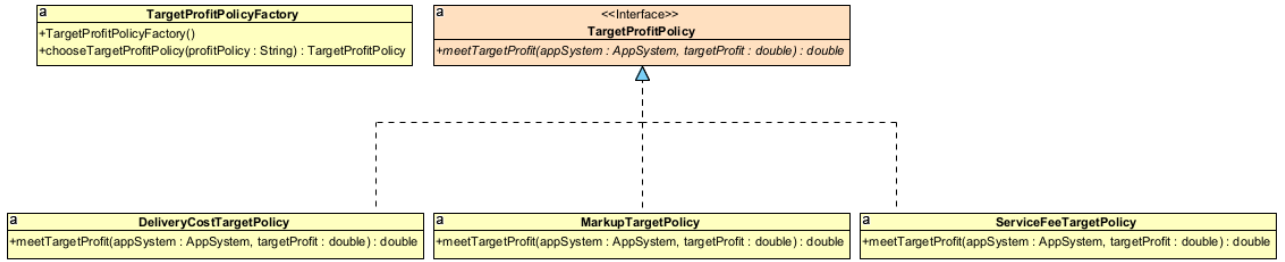 a
TargetProfitPolicyFactory
+TargetProfitPolicyFactory()
+chooseTargetProfitPolicy(profitPolicy : String) : TargetProfitPolicy
a
<<Interface>>
TargetProfitPolicy
+meetTargetProfit(appSystem : AppSystem, targetProfit : double) : double
a
DeliveryCostTargetPolicy
+meetTargetProfit(appSystem : AppSystem, targetProfit : double) : double
a
MarkupTargetPolicy
+meetTargetProfit(appSystem : AppSystem, targetProfit : double) : double
a
ServiceFeeTargetPolicy
+meetTargetProfit(appSystem : AppSystem, targetProfit : double) : double